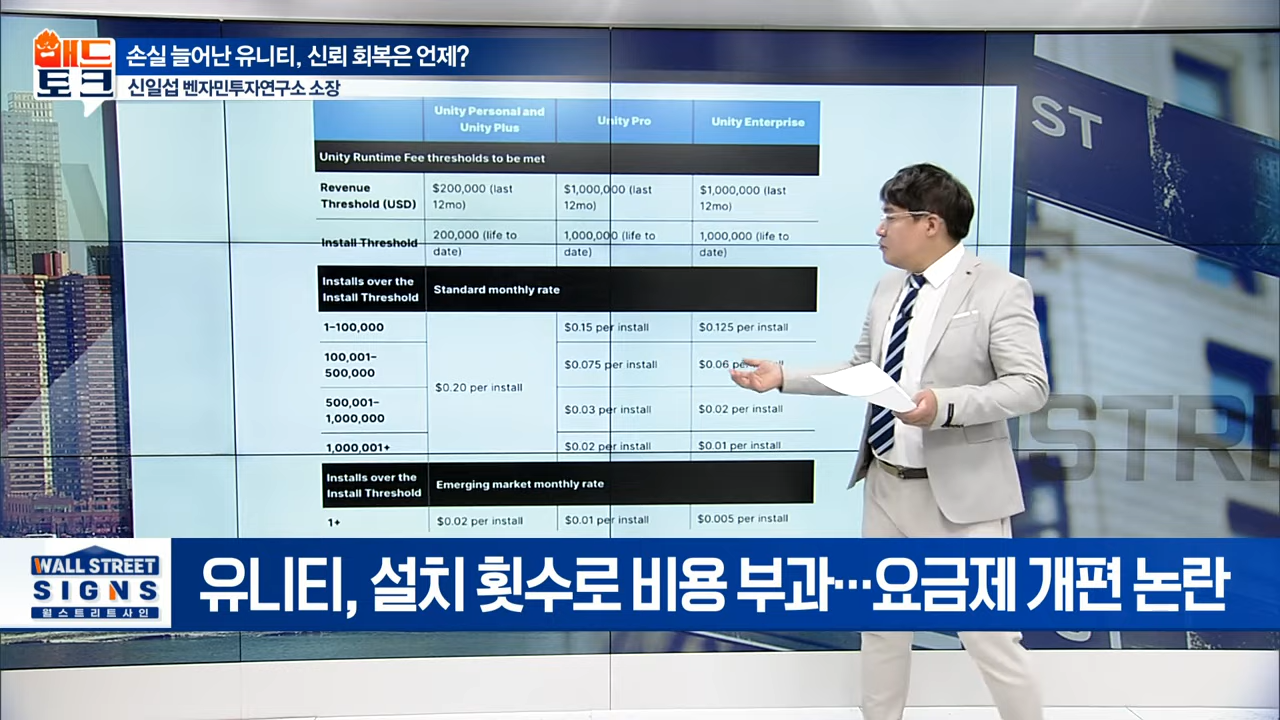 매드
토크
손실 늘어난 유니티, 신뢰 회복은 언제?
신일섭 벤자민투자연구소 소장
ST
STRE
Unity Personal and Unity Plus
Unity Pro
Unity Enterprise
Unity Runtime Fee thresholds to be met
Revenue Threshold (USD)
$200,000 (last 12mo)
$1,000,000 (last 12mo)
$1,000,000 (last 12mo)
Install Threshold
200,000 (life to date)
1,000,000 (life to date)
1,000,000 (life to date)
Installs over the Install Threshold
Standard monthly rate
1-100,000
$0.20 per install
$0.15 per install
$0.125 per install
100,001-500,000
$0.075 per install
$0.06
500,001-1,000,000
$0.03 per install
$0.02 per install
1,000,001+
$0.02 per install
$0.01 per install
Installs over the Install Threshold
Emerging market monthly rate
1+
$0.02 per install
$0.01 per install
$0.005 per install
WALL STREET
SIGNS
월스트리트사인
유니티, 설치 횟수로 비용 부과…요금제 개편 논란